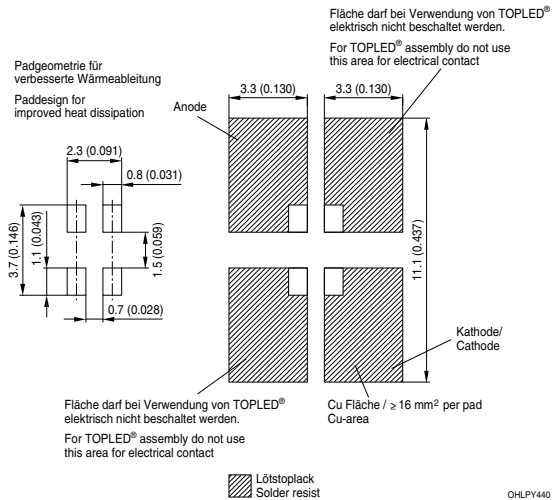 Fläche darf bei Verwendung von TOPLED®
elektrisch nicht beschaltet werden.
For TOPLED® assembly do not use
this area for electrical contact
Padgeometrie für
verbesserte Wärmeableitung
Paddesign for
improved heat dissipation
Anode
3.3 (0.130)
3.3 (0.130)
2.3 (0.091)
0.8 (0.031)
3.7 (0.146)
1.1 (0.043)
1.5 (0.059)
11.1 (0.437)
0.7 (0.028)
Kathode/
Cathode
Fläche darf bei Verwendung von TOPLED®
elektrisch nicht beschaltet werden.
For TOPLED® assembly do not use
this area for electrical contact
Cu Fläche / ≥ 16 mm² per pad
Cu-area
Lötstoplack
Solder resist
OHLPY440